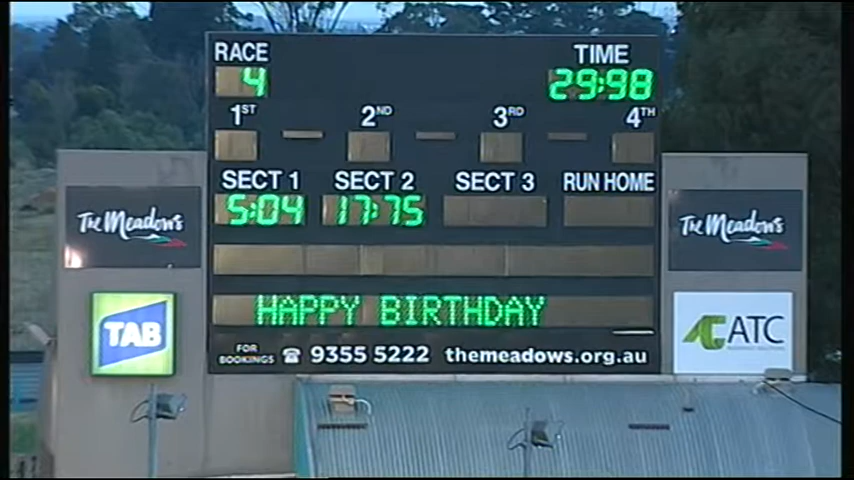 RACE TIME
4 29:98
1ST 2ND 3RD 4TH
SECT 1 SECT 2 SECT 3 RUN HOME
5:04 17:75
The Meadows
The Meadows
HAPPY BIRTHDAY
TAB
ATC
FOR BOOKINGS ☎ 9355 5222 themeadows.org.au